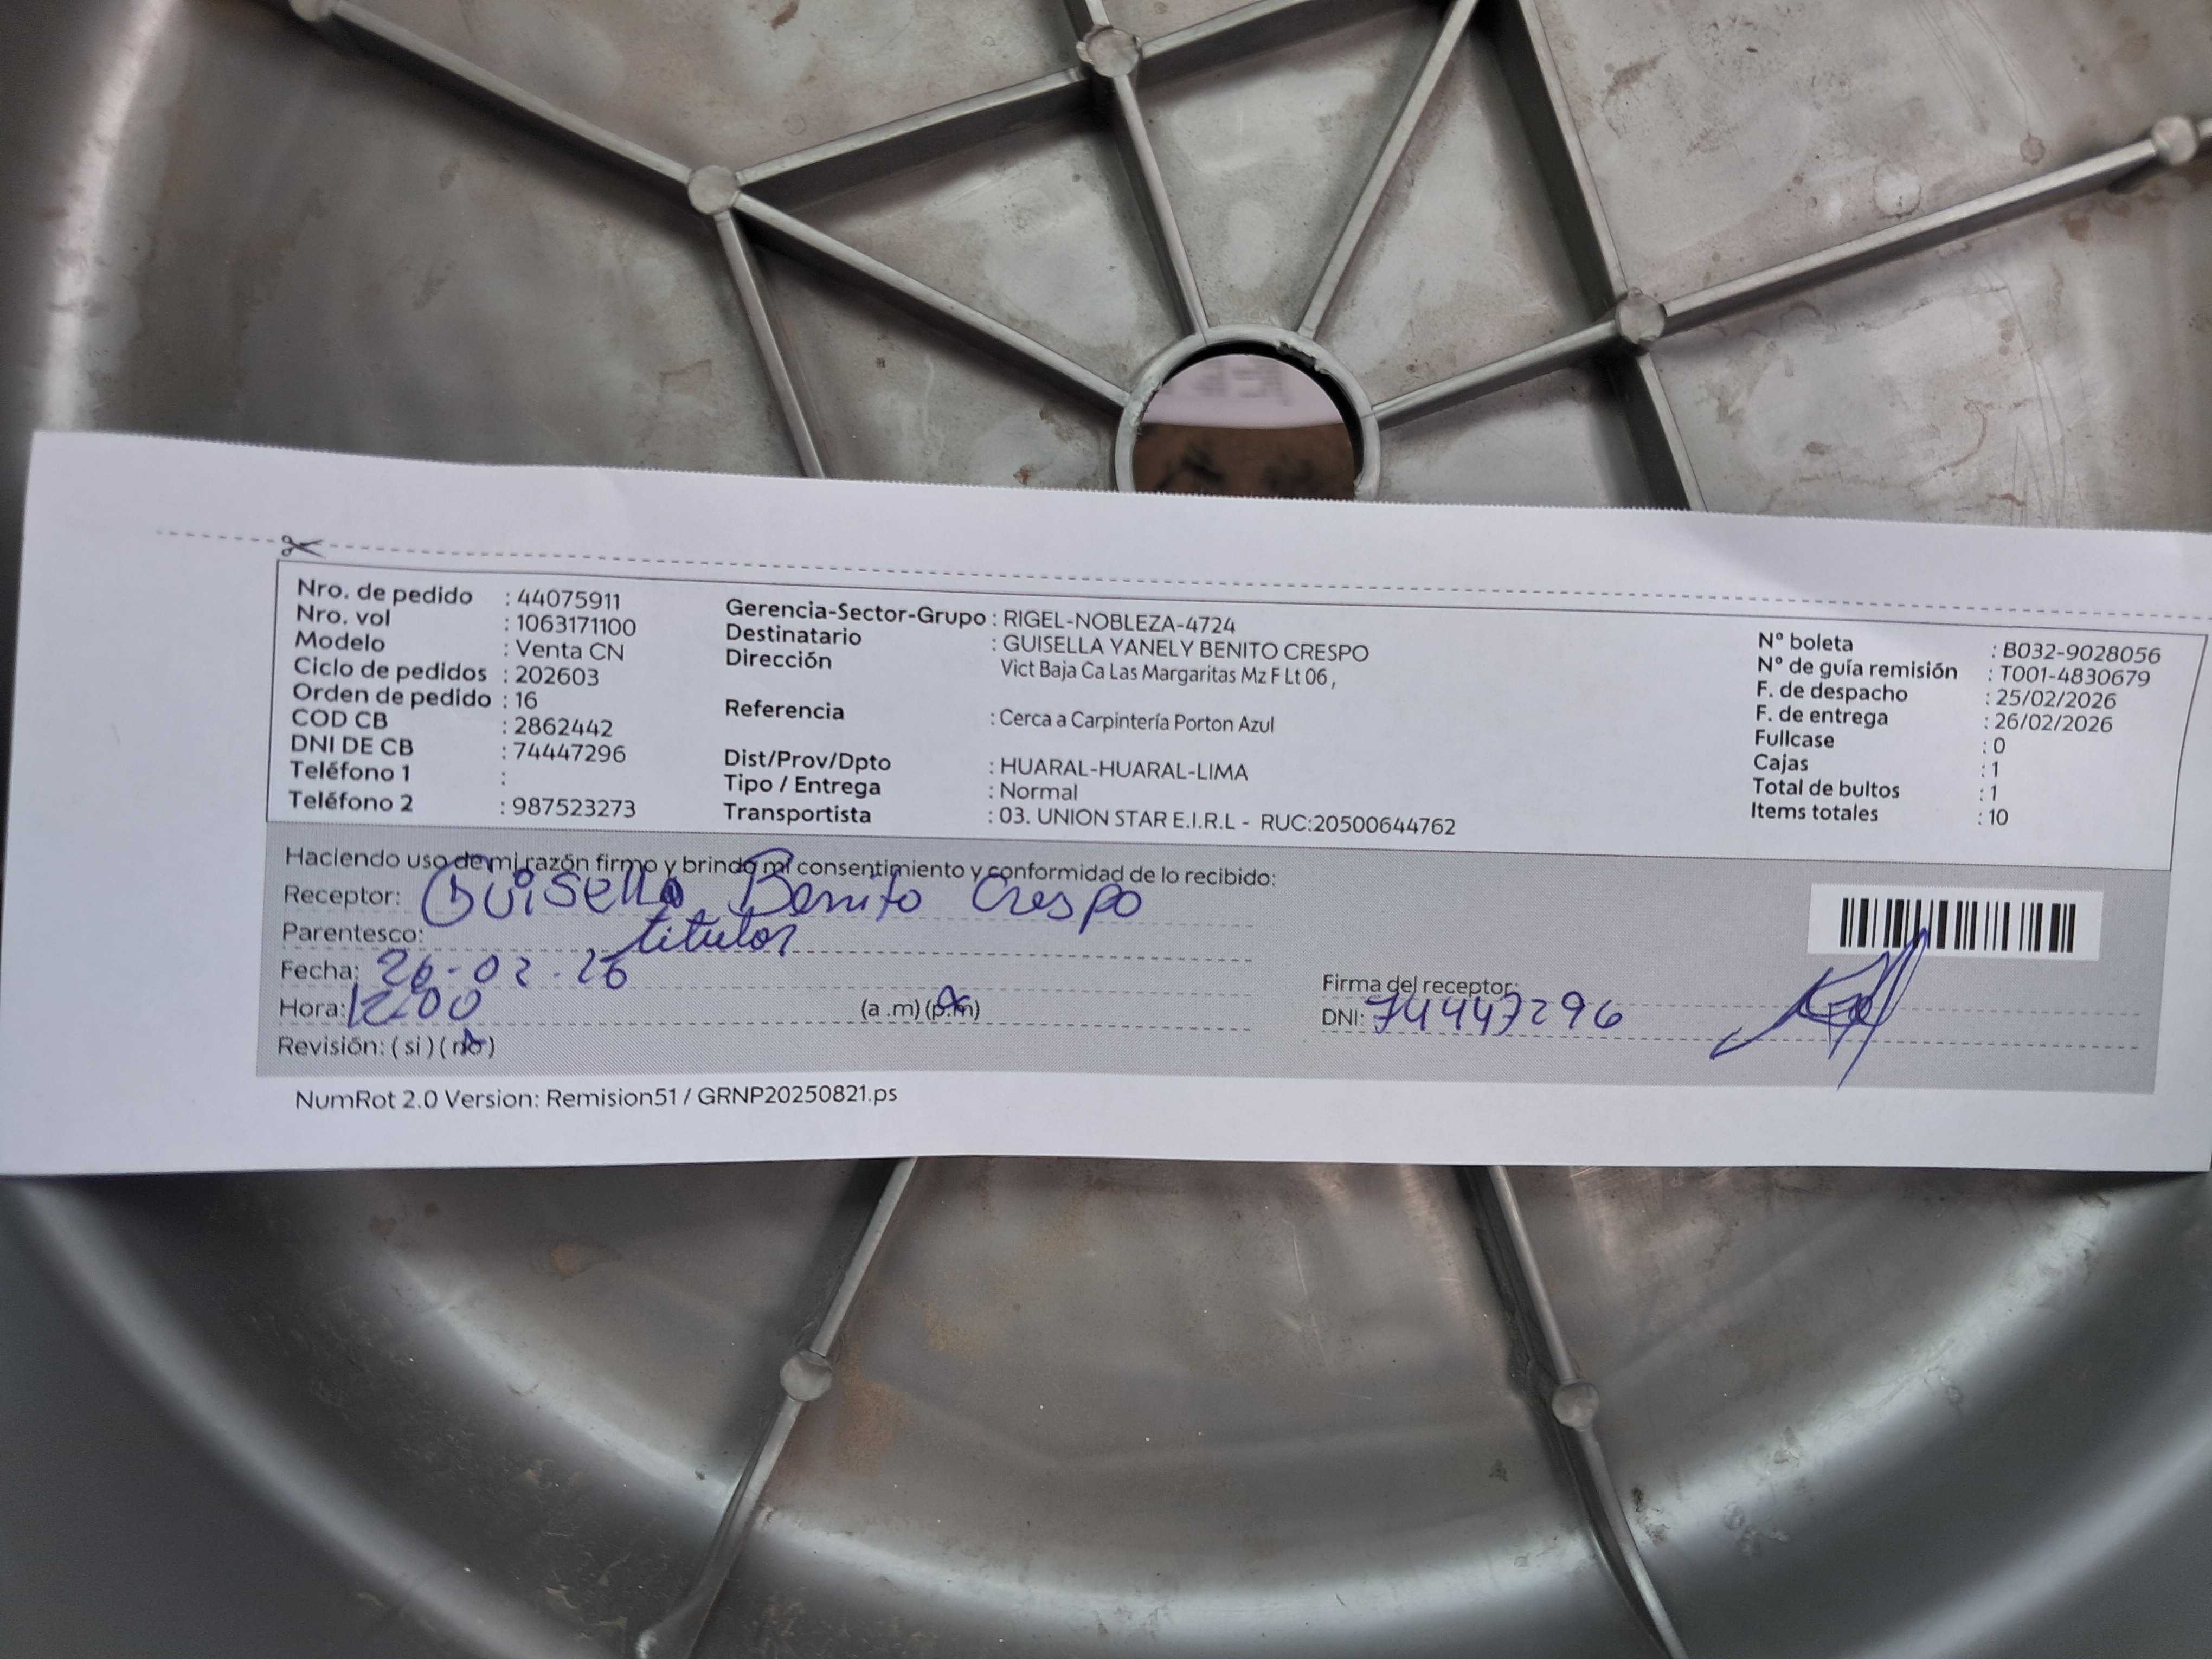 Nro. de pedido : 44075911
Nro. vol : 1063171100
Modelo : Venta CN
Ciclo de pedidos : 202603
Orden de pedido : 16
COD CB : 2862442
DNI DE CB : 74447296
Teléfono 1 :
Teléfono 2 : 987523273
Gerencia-Sector-Grupo : RIGEL-NOBLEZA-4724
Destinatario : GUISELLA YANELY BENITO CRESPO
Dirección Vict Baja Ca Las Margaritas Mz F Lt 06 ,
Referencia : Cerca a Carpintería Porton Azul
Dist/Prov/Dpto : HUARAL-HUARAL-LIMA
Tipo / Entrega : Normal
Transportista : 03. UNION STAR E.I.R.L - RUC:20500644762
N° boleta : B032-9028056
N° de guía remisión : T001-4830679
F. de despacho : 25/02/2026
F. de entrega : 26/02/2026
Fullcase : 0
Cajas : 1
Total de bultos : 1
Items totales : 10
Haciendo uso de mi razón firmo y brindo mi consentimiento y conformidad de lo recibido:
Receptor: Guisella Benito Crespo
Parentesco: titular
Fecha: 26-02-26
Hora: 12:00 (a .m) (p.m)
Revisión: ( si ) ( no )
Firma del receptor:
DNI: 74447296
NumRot 2.0 Version: Remision51 / GRNP20250821.ps